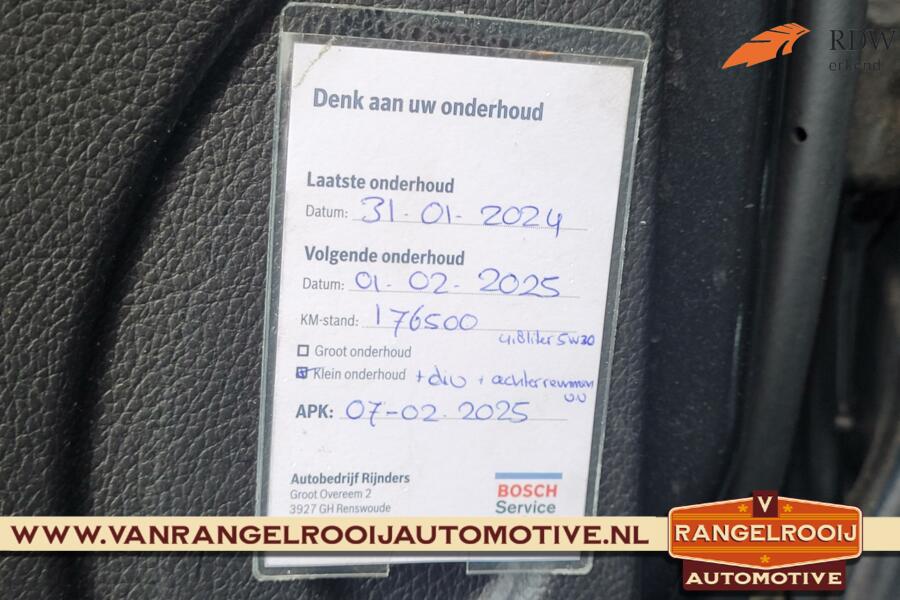 RDW
erkend
Denk aan uw onderhoud
Laatste onderhoud
Datum: 31-01-2024
Volgende onderhoud
Datum: 01-02-2025
KM-stand: 176500
4.8liter 5W30
Groot onderhoud
Klein onderhoud + div + achterremmen
APK: 07-02-2025
Autobedrijf Rijnders
Groot Overeem 2
3927 GH Renswoude
BOSCH
Service
WWW.VANRANGELROOIJAUTOMOTIVE.NL
V
RANGELROOIJ
AUTOMOTIVE